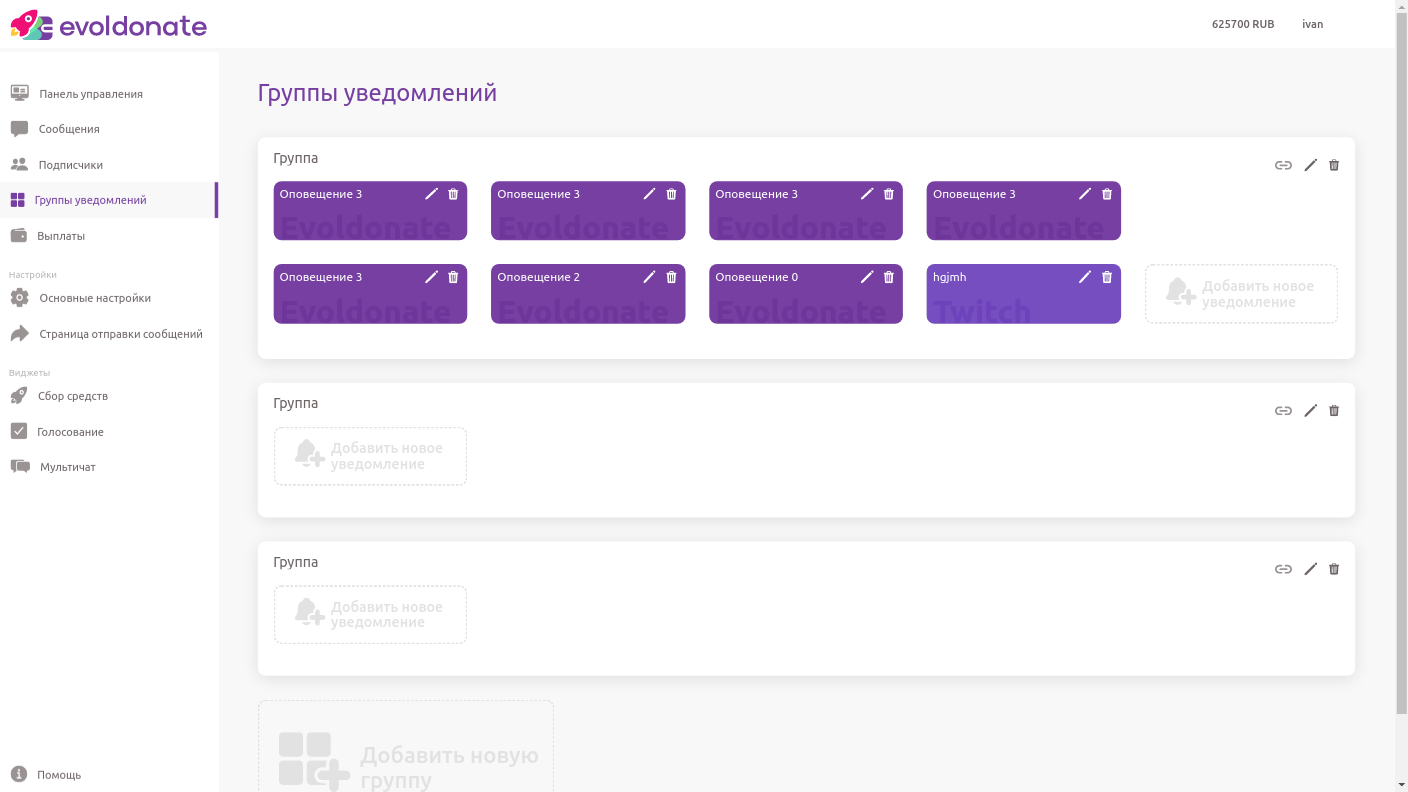 evoldonate
625700 RUB
ivan
Панель управления
Сообщения
Подписчики
Группы уведомлений
Выплаты
Настройки
Основные настройки
Страница отправки сообщений
Виджеты
Сбор средств
Голосование
Мультичат
Помощь
Группы уведомлений
Группа
Оповещение 3
Evoldonate
Оповещение 3
Evoldonate
Оповещение 3
Evoldonate
Оповещение 3
Evoldonate
Оповещение 3
Evoldonate
Оповещение 2
Evoldonate
Оповещение 0
Evoldonate
hgjmh
Twitch
Добавить новое
уведомление
Группа
Добавить новое
уведомление
Группа
Добавить новое
уведомление
Добавить новую
группу